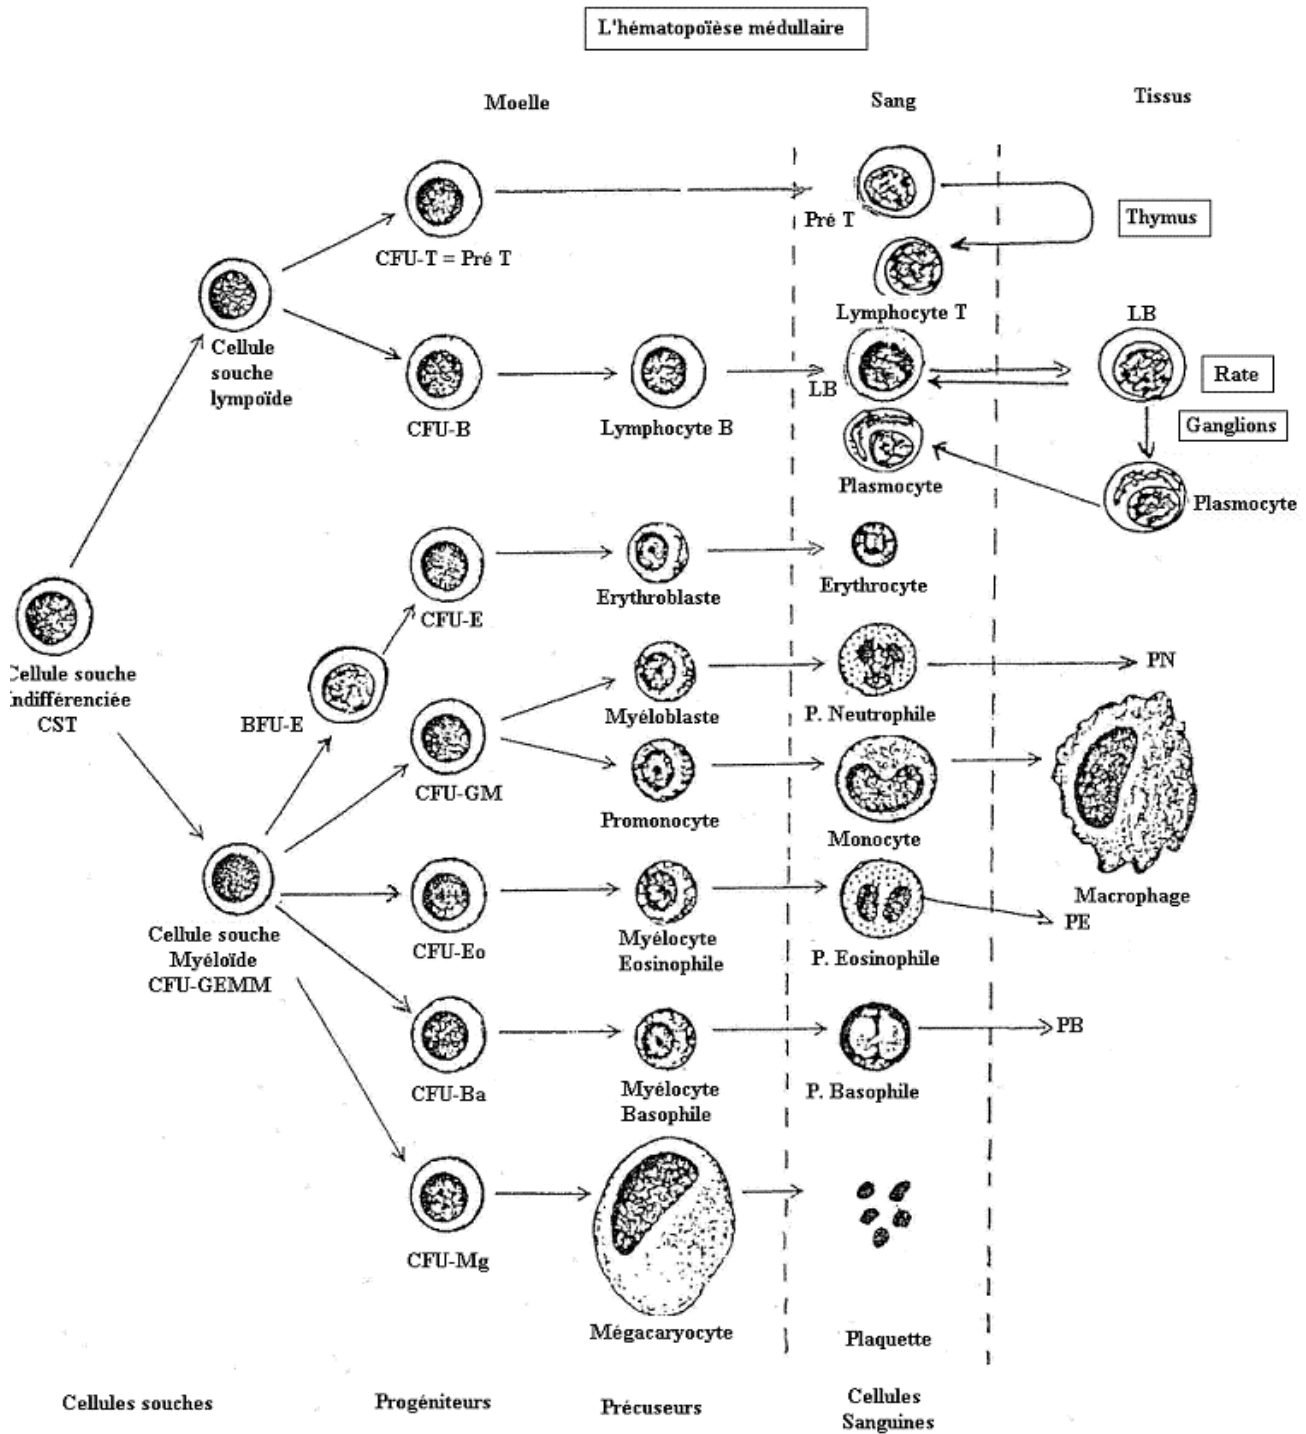 L'hématopoïèse médullaire
Moelle
Sang
Tissus
Pré T
Thymus
CFU-T = Pré T
Lymphocyte T
LB
Cellule
souche
lympoïde
LB
Rate
CFU-B
Lymphocyte B
Ganglions
Plasmocyte
Plasmocyte
Erythroblaste
Erythrocyte
CFU-E
Cellule souche
indifférenciée
CST
PN
BFU-E
Myéloblaste
P. Neutrophile
CFU-GM
Promonocyte
Monocyte
Macrophage
PE
Cellule souche
Myéloïde
CFU-GEMM
CFU-Eo
Myélocyte
Eosinophile
P. Eosinophile
PB
CFU-Ba
Myélocyte
Basophile
P. Basophile
CFU-Mg
Mégacaryocyte
Plaquette
Cellules souches
Progéniteurs
Précuseurs
Cellules
Sanguines